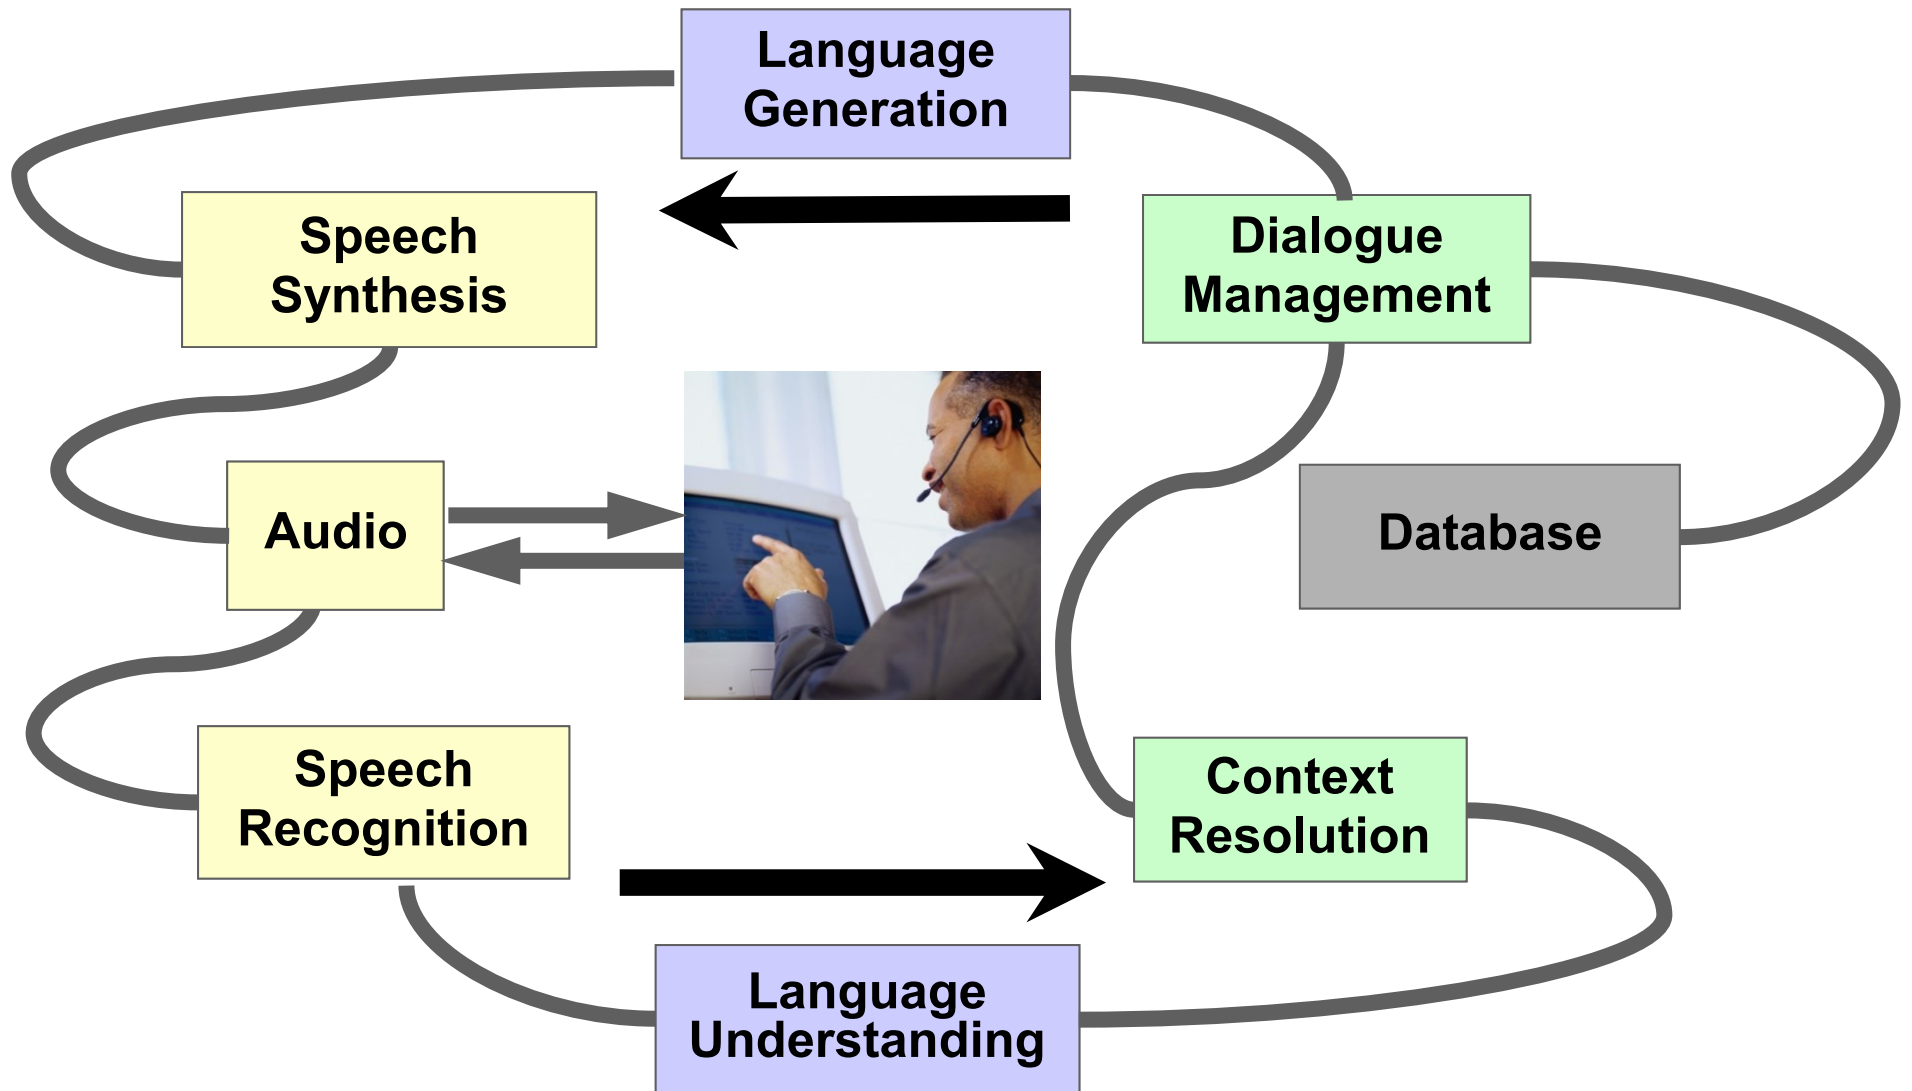 Language
Generation
Speech
Synthesis
Dialogue
Management
Audio
Database
Speech
Recognition
Context
Resolution
Language
Understanding